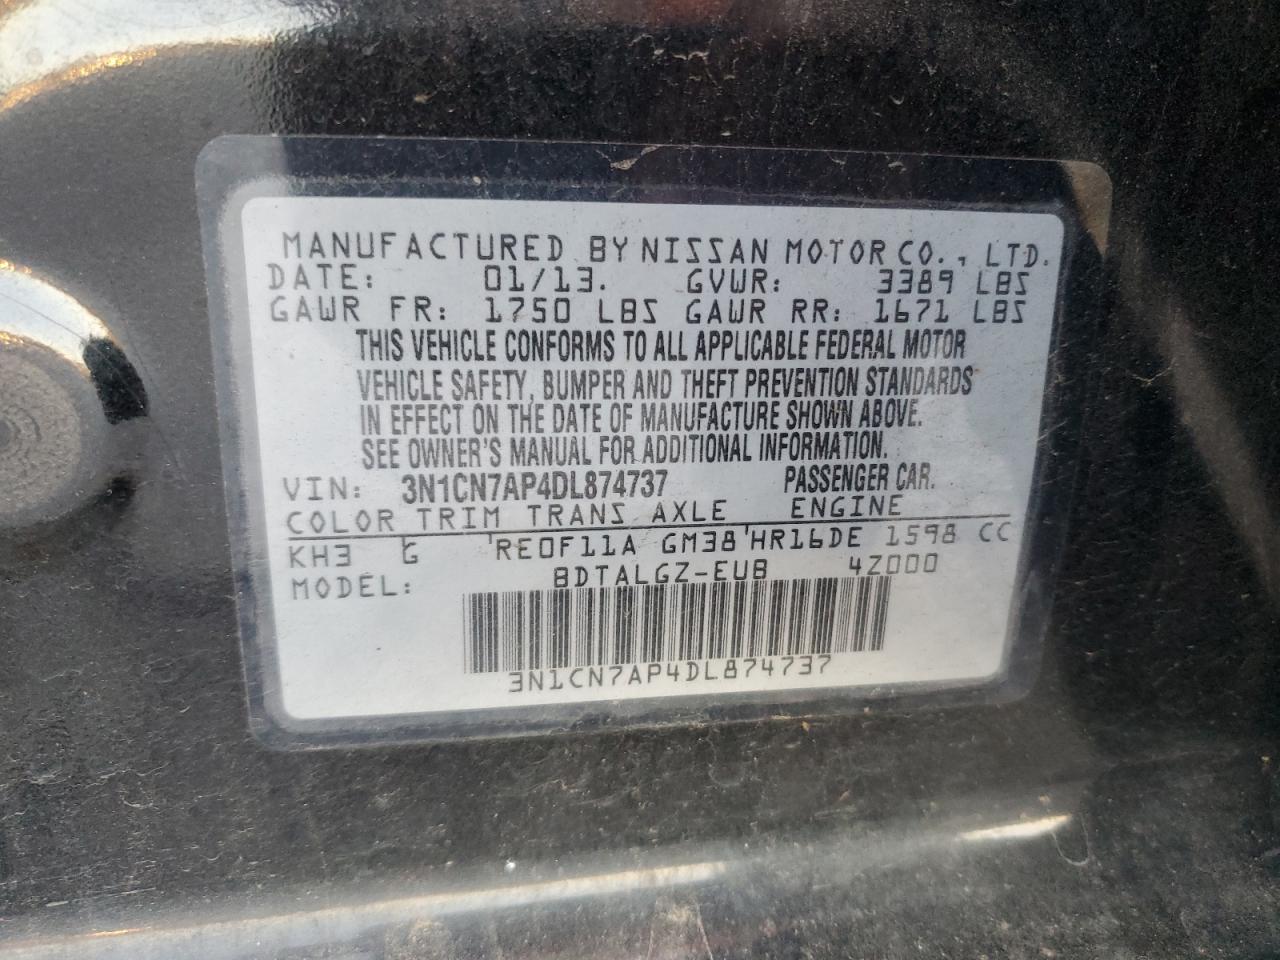 MANUFACTURED BY NISSAN MOTOR CO., LTD.
DATE: 01/13. GVWR: 3389 LBS
GAWR FR: 1750 LBS GAWR RR: 1671 LBS
THIS VEHICLE CONFORMS TO ALL APPLICABLE FEDERAL MOTOR
VEHICLE SAFETY, BUMPER AND THEFT PREVENTION STANDARDS
IN EFFECT ON THE DATE OF MANUFACTURE SHOWN ABOVE.
SEE OWNER'S MANUAL FOR ADDITIONAL INFORMATION.
VIN: 3N1CN7AP4DL874737 PASSENGER CAR.
COLOR TRIM TRANS AXLE ENGINE
KH3 G RE0F11A GM38 HR16DE 1598 CC
MODEL: BDTALGZ-EUB 4Z000
3N1CN7AP4DL874737